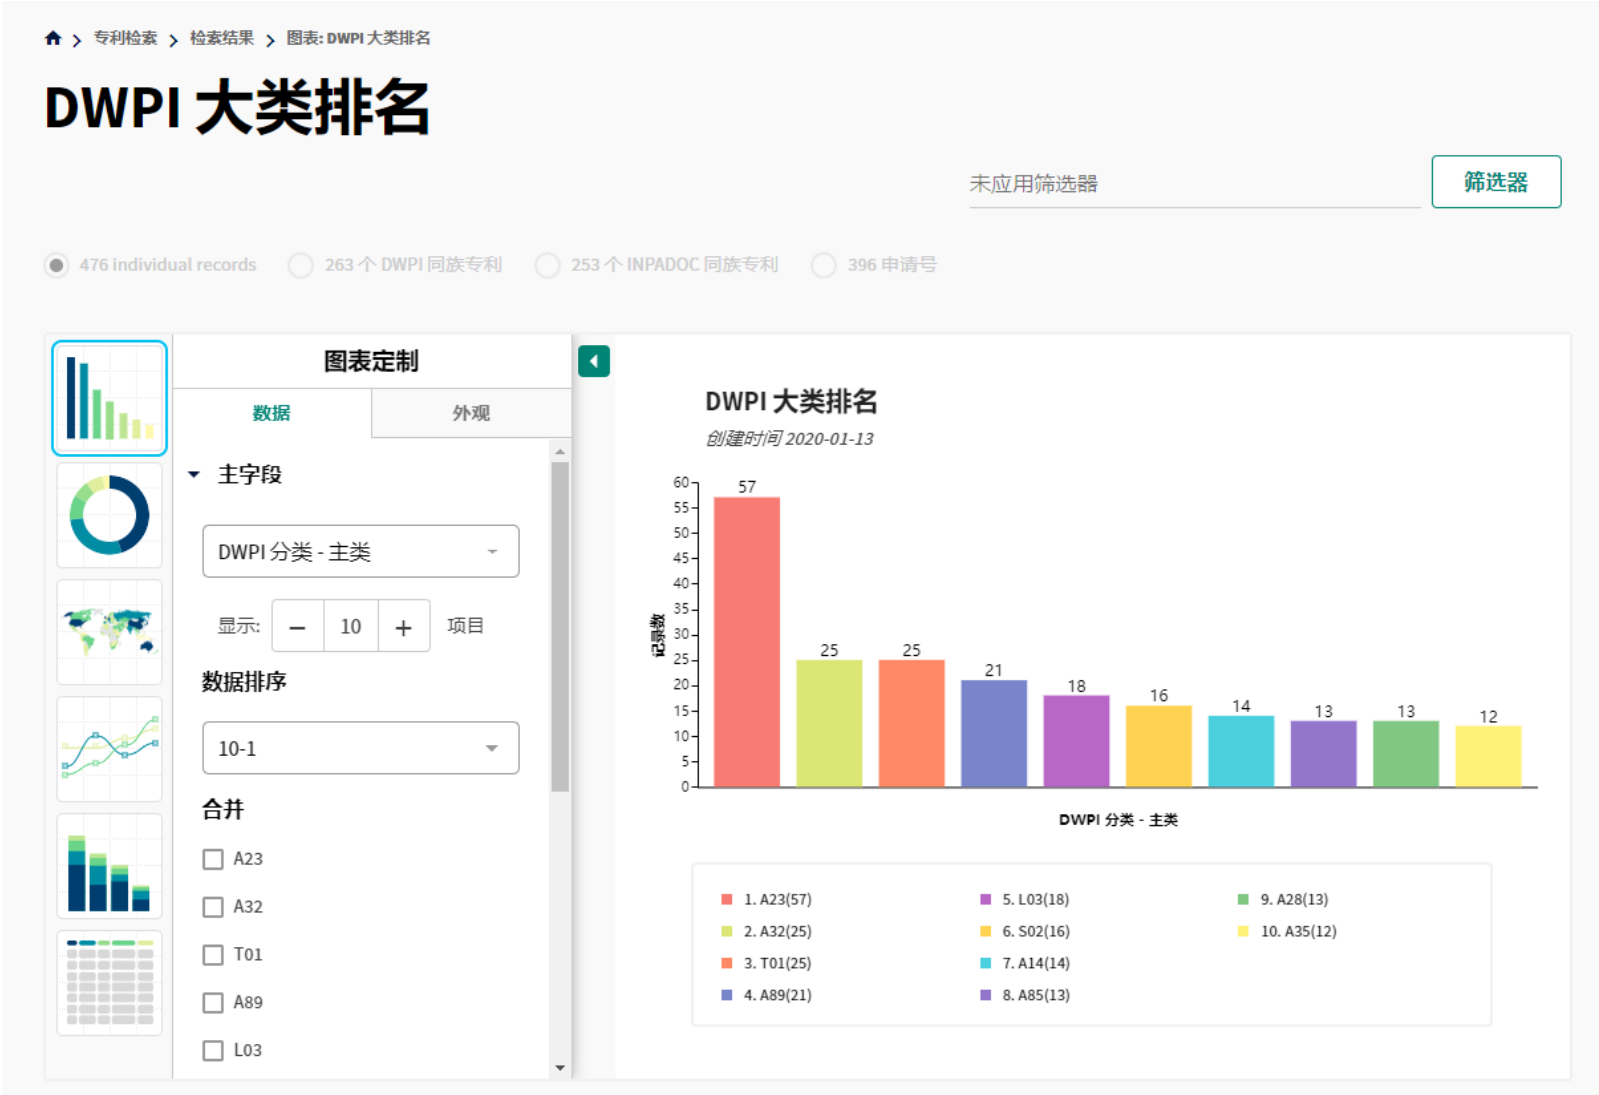 专利检索 检索结果 图表: DWPI 大类排名
DWPI 大类排名
未应用筛选器
筛选器
476 individual records 263 个 DWPI 同族专利 253 个 INPADOC 同族专利 396 申请号
图表定制
数据 外观
主字段
DWPI 分类 - 主类
显示: − 10 + 项目
数据排序
10-1
合并
A23
A32
T01
A89
L03
DWPI 大类排名
创建时间 2020-01-13
记录数
60
55
50
45
40
35
30
25
20
15
10
5
0
57
25
25
21
18
16
14
13
13
12
DWPI 分类 - 主类
1. A23(57)
2. A32(25)
3. T01(25)
4. A89(21)
5. L03(18)
6. S02(16)
7. A14(14)
8. A85(13)
9. A28(13)
10. A35(12)